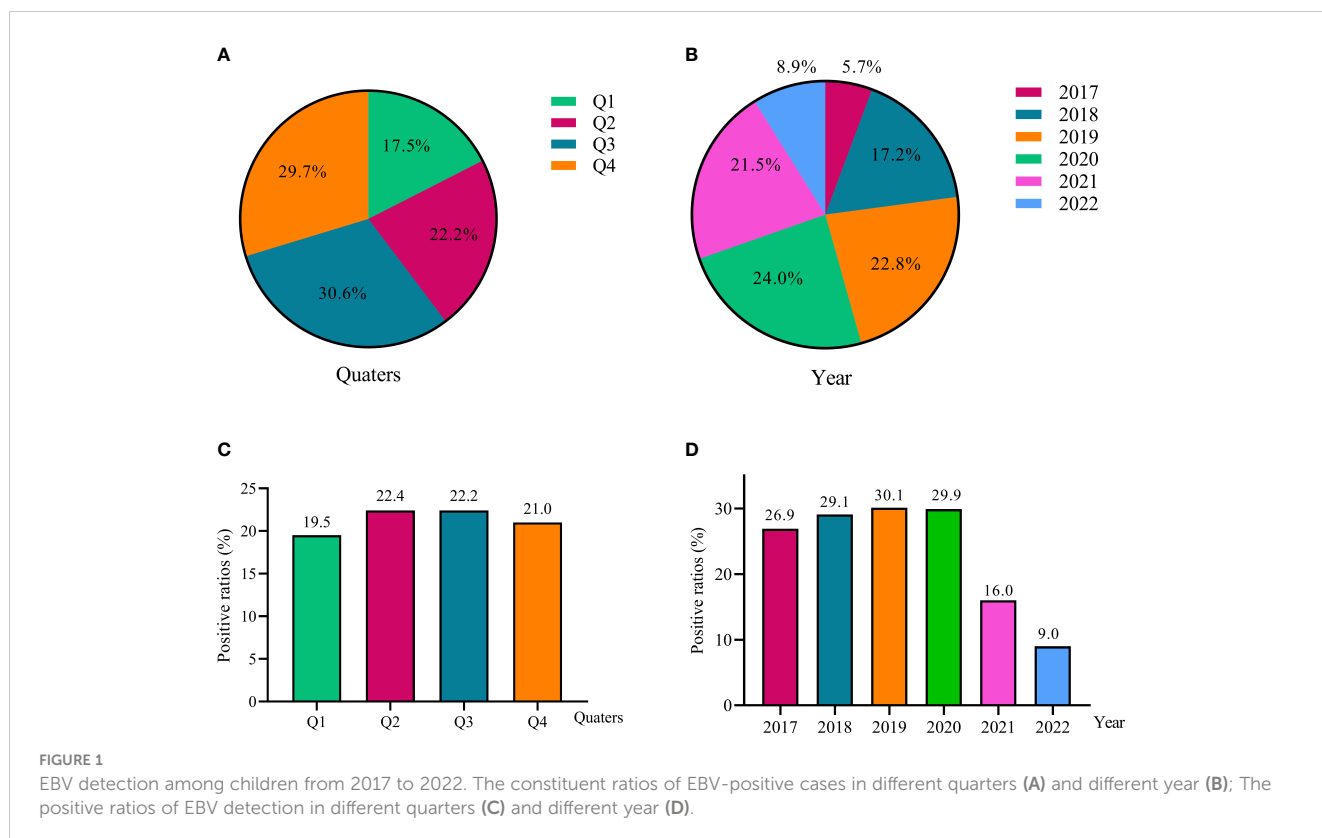 A
17.5%
22.2%
30.6%
29.7%
Q1
Q2
Q3
Q4
Quaters
B
8.9%
5.7%
17.2%
22.8%
24.0%
21.5%
2017
2018
2019
2020
2021
2022
Year
C
Positive ratios (%)
25
20
15
10
5
0
19.5
22.4
22.2
21.0
Q1 Q2 Q3 Q4 Quaters
D
Positive ratios (%)
30
20
10
0
26.9
29.1
30.1
29.9
16.0
9.0
2017 2018 2019 2020 2021 2022 Year
FIGURE 1
EBV detection among children from 2017 to 2022. The constituent ratios of EBV-positive cases in different quarters (A) and different year (B); The
positive ratios of EBV detection in different quarters (C) and different year (D).